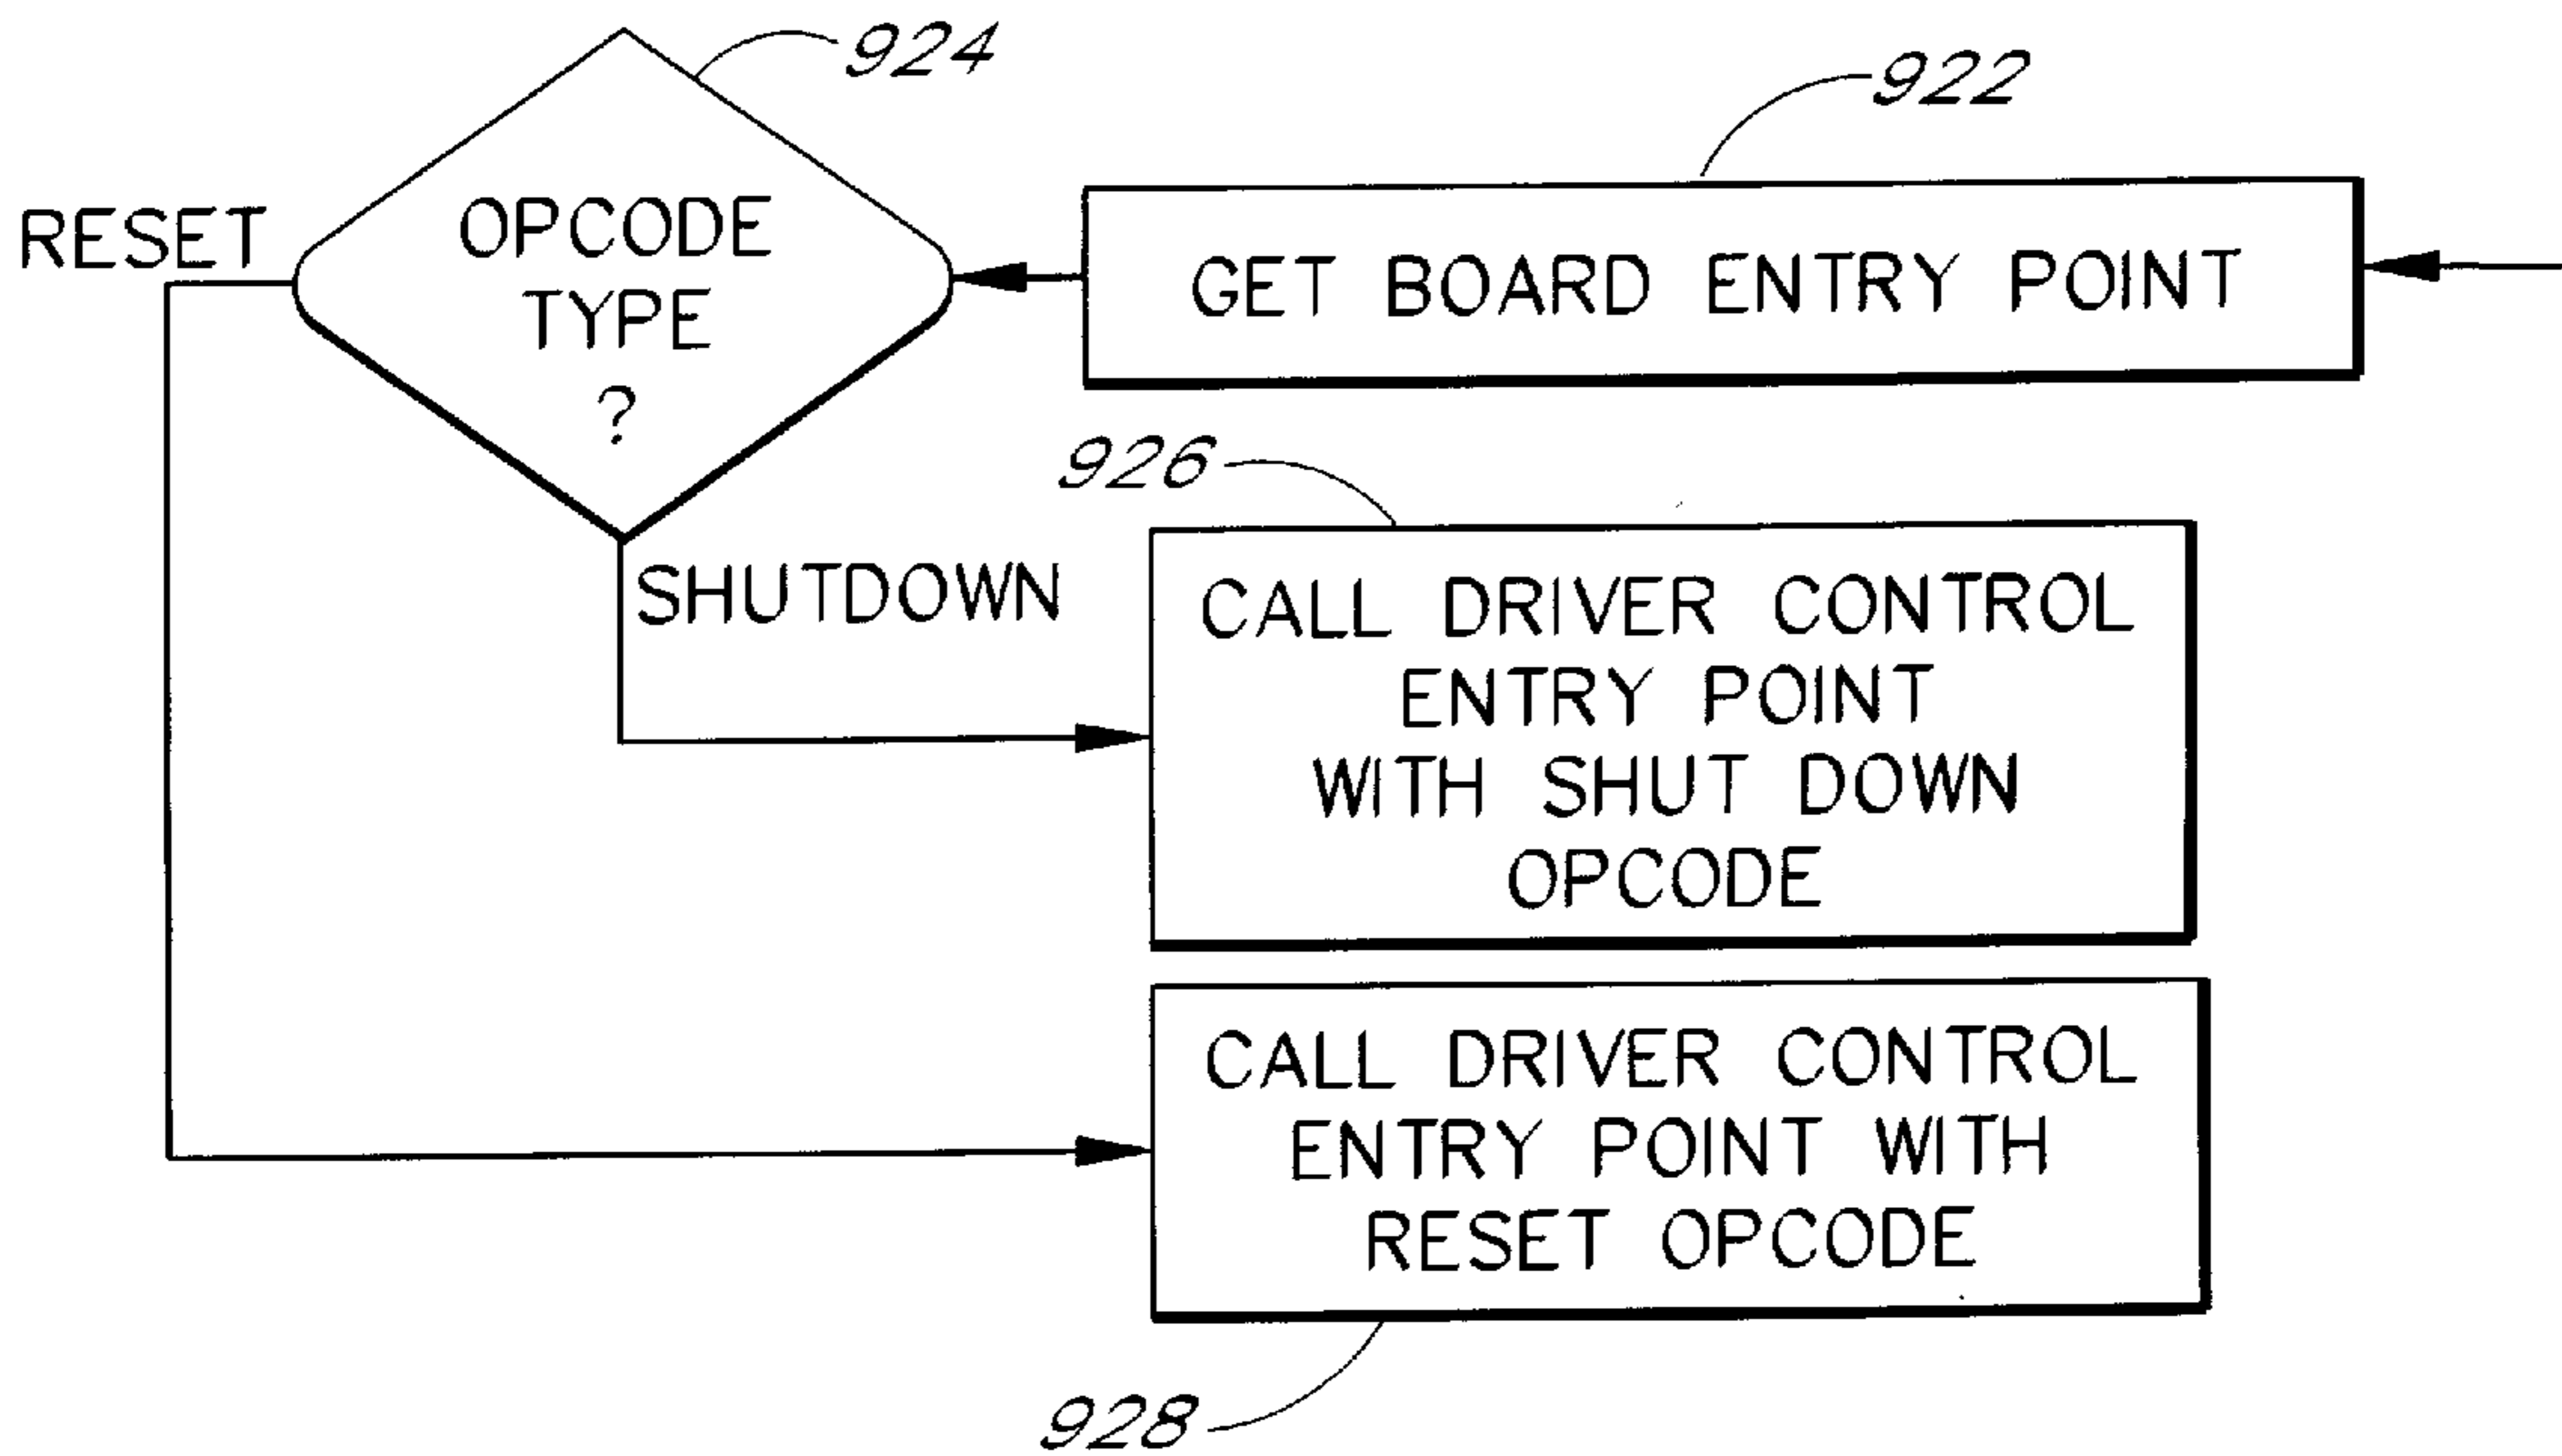 924
922
RESET
OPCODE
TYPE
?
GET BOARD ENTRY POINT
926
SHUTDOWN
CALL DRIVER CONTROL
ENTRY POINT
WITH SHUT DOWN
OPCODE
CALL DRIVER CONTROL
ENTRY POINT WITH
RESET OPCODE
928